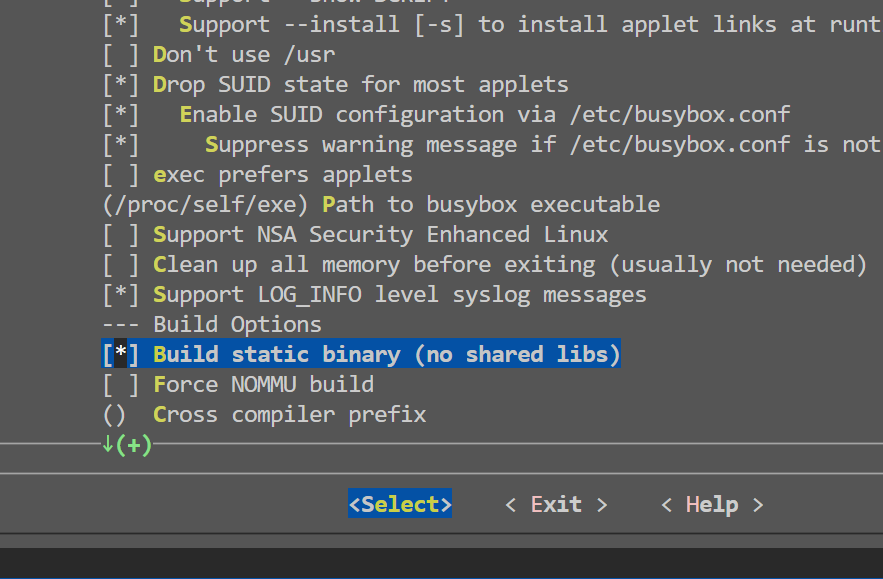 [*]   Support --install [-s] to install applet links at runt
[ ] Don't use /usr
[*] Drop SUID state for most applets
[*]   Enable SUID configuration via /etc/busybox.conf
[*]     Suppress warning message if /etc/busybox.conf is not
[ ] exec prefers applets
(/proc/self/exe) Path to busybox executable
[ ] Support NSA Security Enhanced Linux
[ ] Clean up all memory before exiting (usually not needed)
[*] Support LOG_INFO level syslog messages
--- Build Options
[*] Build static binary (no shared libs)
[ ] Force NOMMU build
()  Cross compiler prefix
↓(+)
<Select>    < Exit >    < Help >